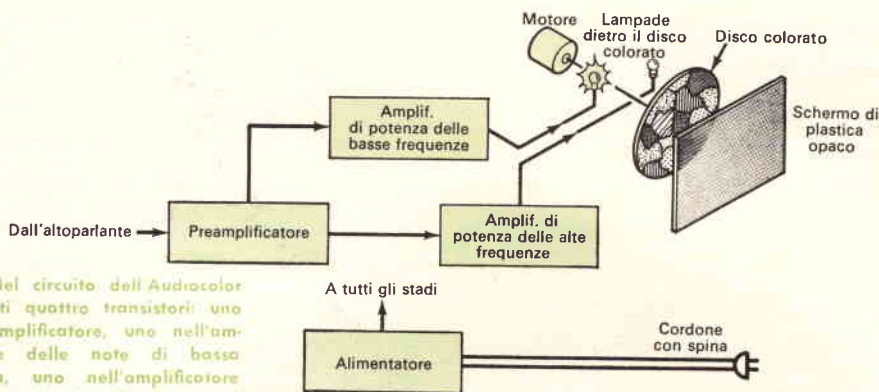 Motore
Lampade
dietro il disco
colorato
Disco colorato
Schermo di
plastica
opaco
Amplif.
di potenza delle
basse frequenze
Dall'altoparlante
Preamplificatore
Amplif. di
potenza delle alte
frequenze
A tutti gli stadi
Alimentatore
Cordone
con spina
del circuito dell'Audiocolor
ti quattro transistori: uno
amplificatore, uno nell'am-
e delle note di bassa
, uno nell'amplificatore